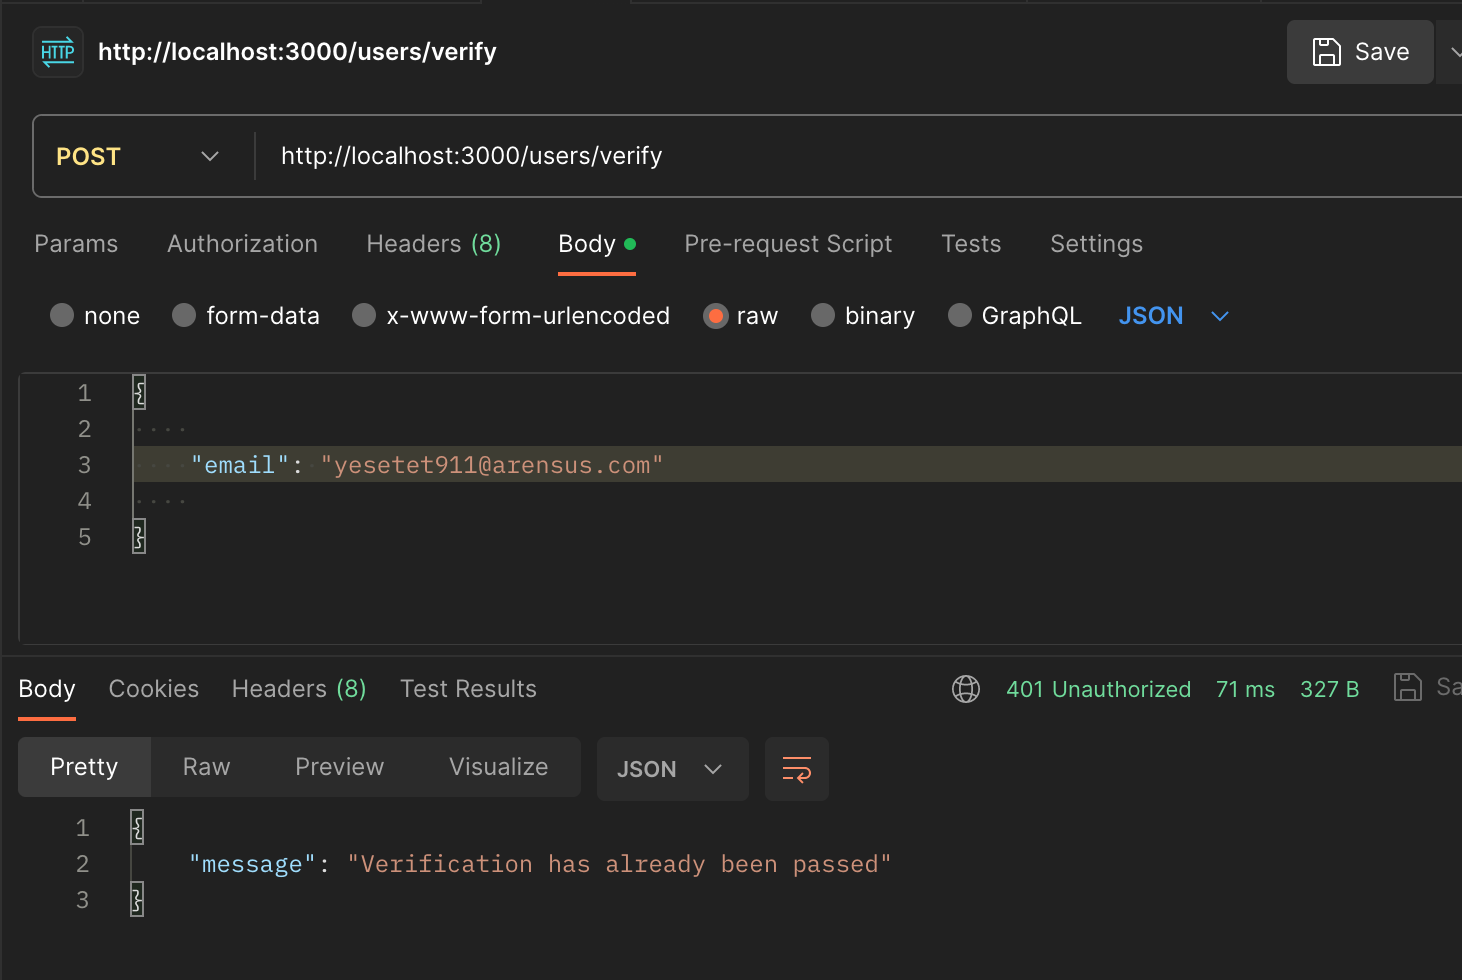 HTTP http://localhost:3000/users/verify Save
POST http://localhost:3000/users/verify
Params Authorization Headers (8) Body Pre-request Script Tests Settings
none form-data x-www-form-urlencoded raw binary GraphQL JSON
1 {
2
3 "email": "yesetet911@arensus.com"
4
5 }
Body Cookies Headers (8) Test Results 401 Unauthorized 71 ms 327 B Sa
Pretty Raw Preview Visualize JSON
1 {
2 "message": "Verification has already been passed"
3 }